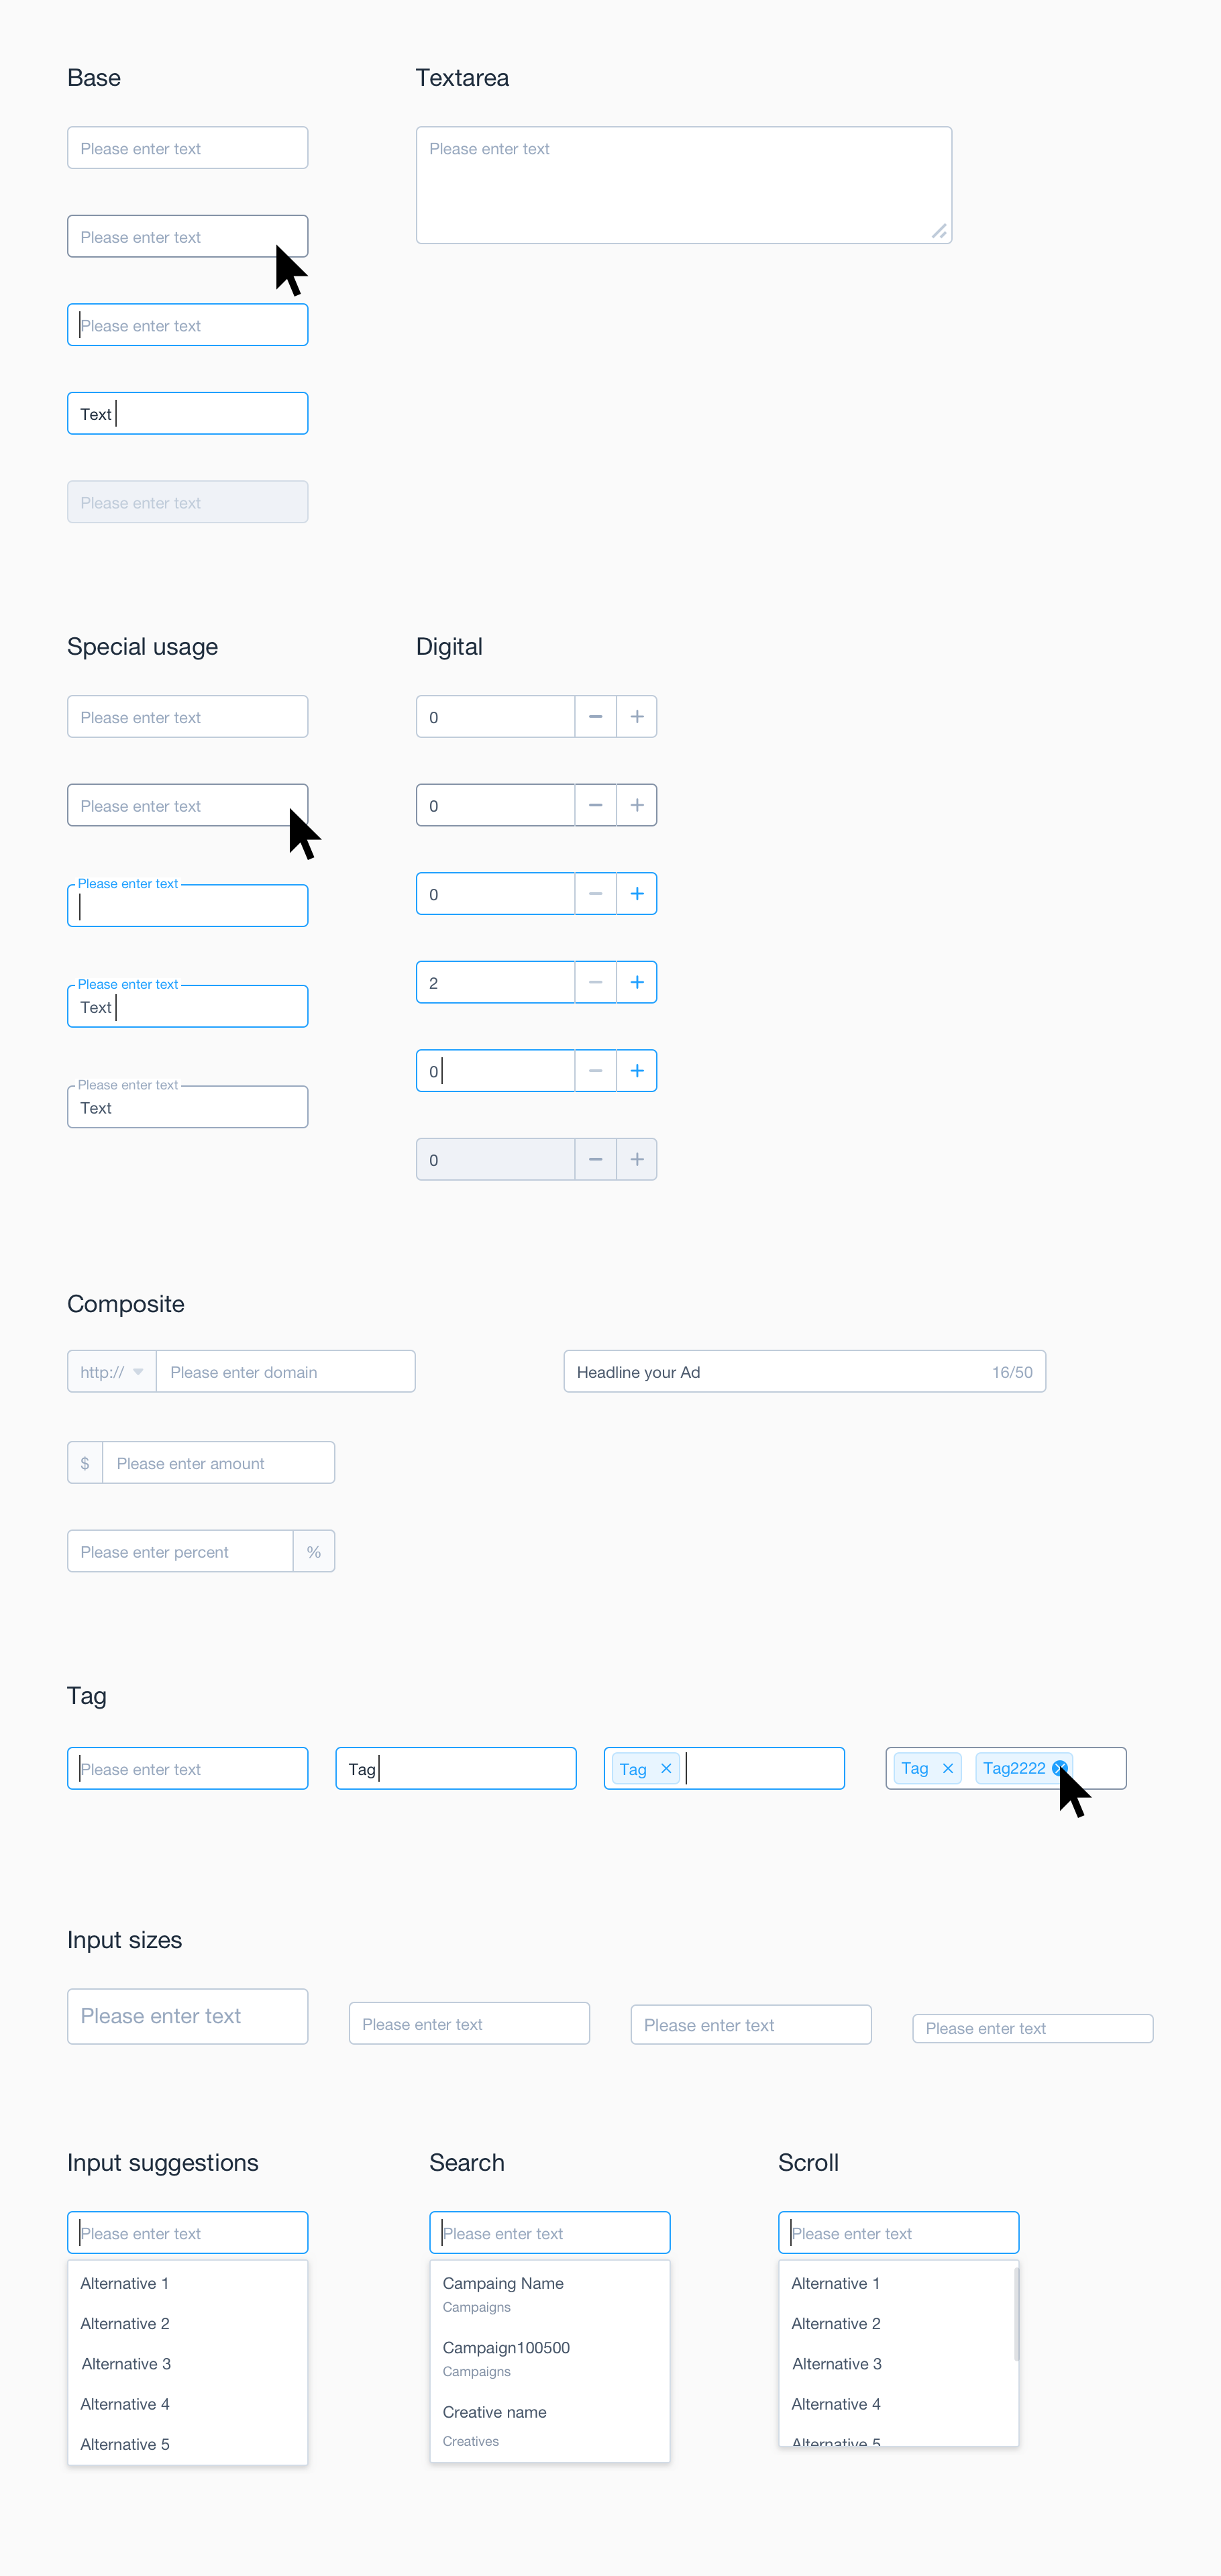 Base
Please enter text
Please enter text
Please enter text
Text
Please enter text
Textarea
Please enter text
Special usage
Please enter text
Please enter text
Please enter text
Please enter text
Text
Please enter text
Text
Digital
0
0
0
2
0
0
Composite
http:// Please enter domain
Headline your Ad 16/50
$ Please enter amount
Please enter percent %
Tag
Please enter text
Tag
Tag
Tag Tag2222
Input sizes
Please enter text
Please enter text
Please enter text
Please enter text
Input suggestions
Please enter text
Alternative 1
Alternative 2
Alternative 3
Alternative 4
Alternative 5
Search
Please enter text
Campaing Name
Campaigns
Campaign100500
Campaigns
Creative name
Creatives
Scroll
Please enter text
Alternative 1
Alternative 2
Alternative 3
Alternative 4
Alternative 5